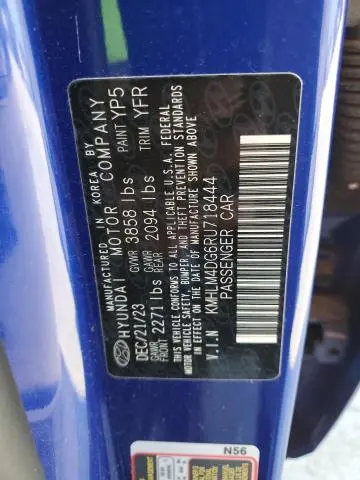 MANUFACTURED IN KOREA BY
HYUNDAI MOTOR COMPANY
PAINT YP5
DEC/21/23 GVWR 3858 lbs
TRIM YFR
GAWR FRONT 2271 lbs GAWR REAR 2094 lbs
THIS VEHICLE CONFORMS TO ALL APPLICABLE U.S.A. FEDERAL
MOTOR VEHICLE SAFETY, BUMPER, AND THEFT PREVENTION STANDARDS
IN EFFECT ON THE DATE OF MANUFACTURE SHOWN ABOVE
V.I.N KMHLM4DG6RU718444
PASSENGER CAR
N56